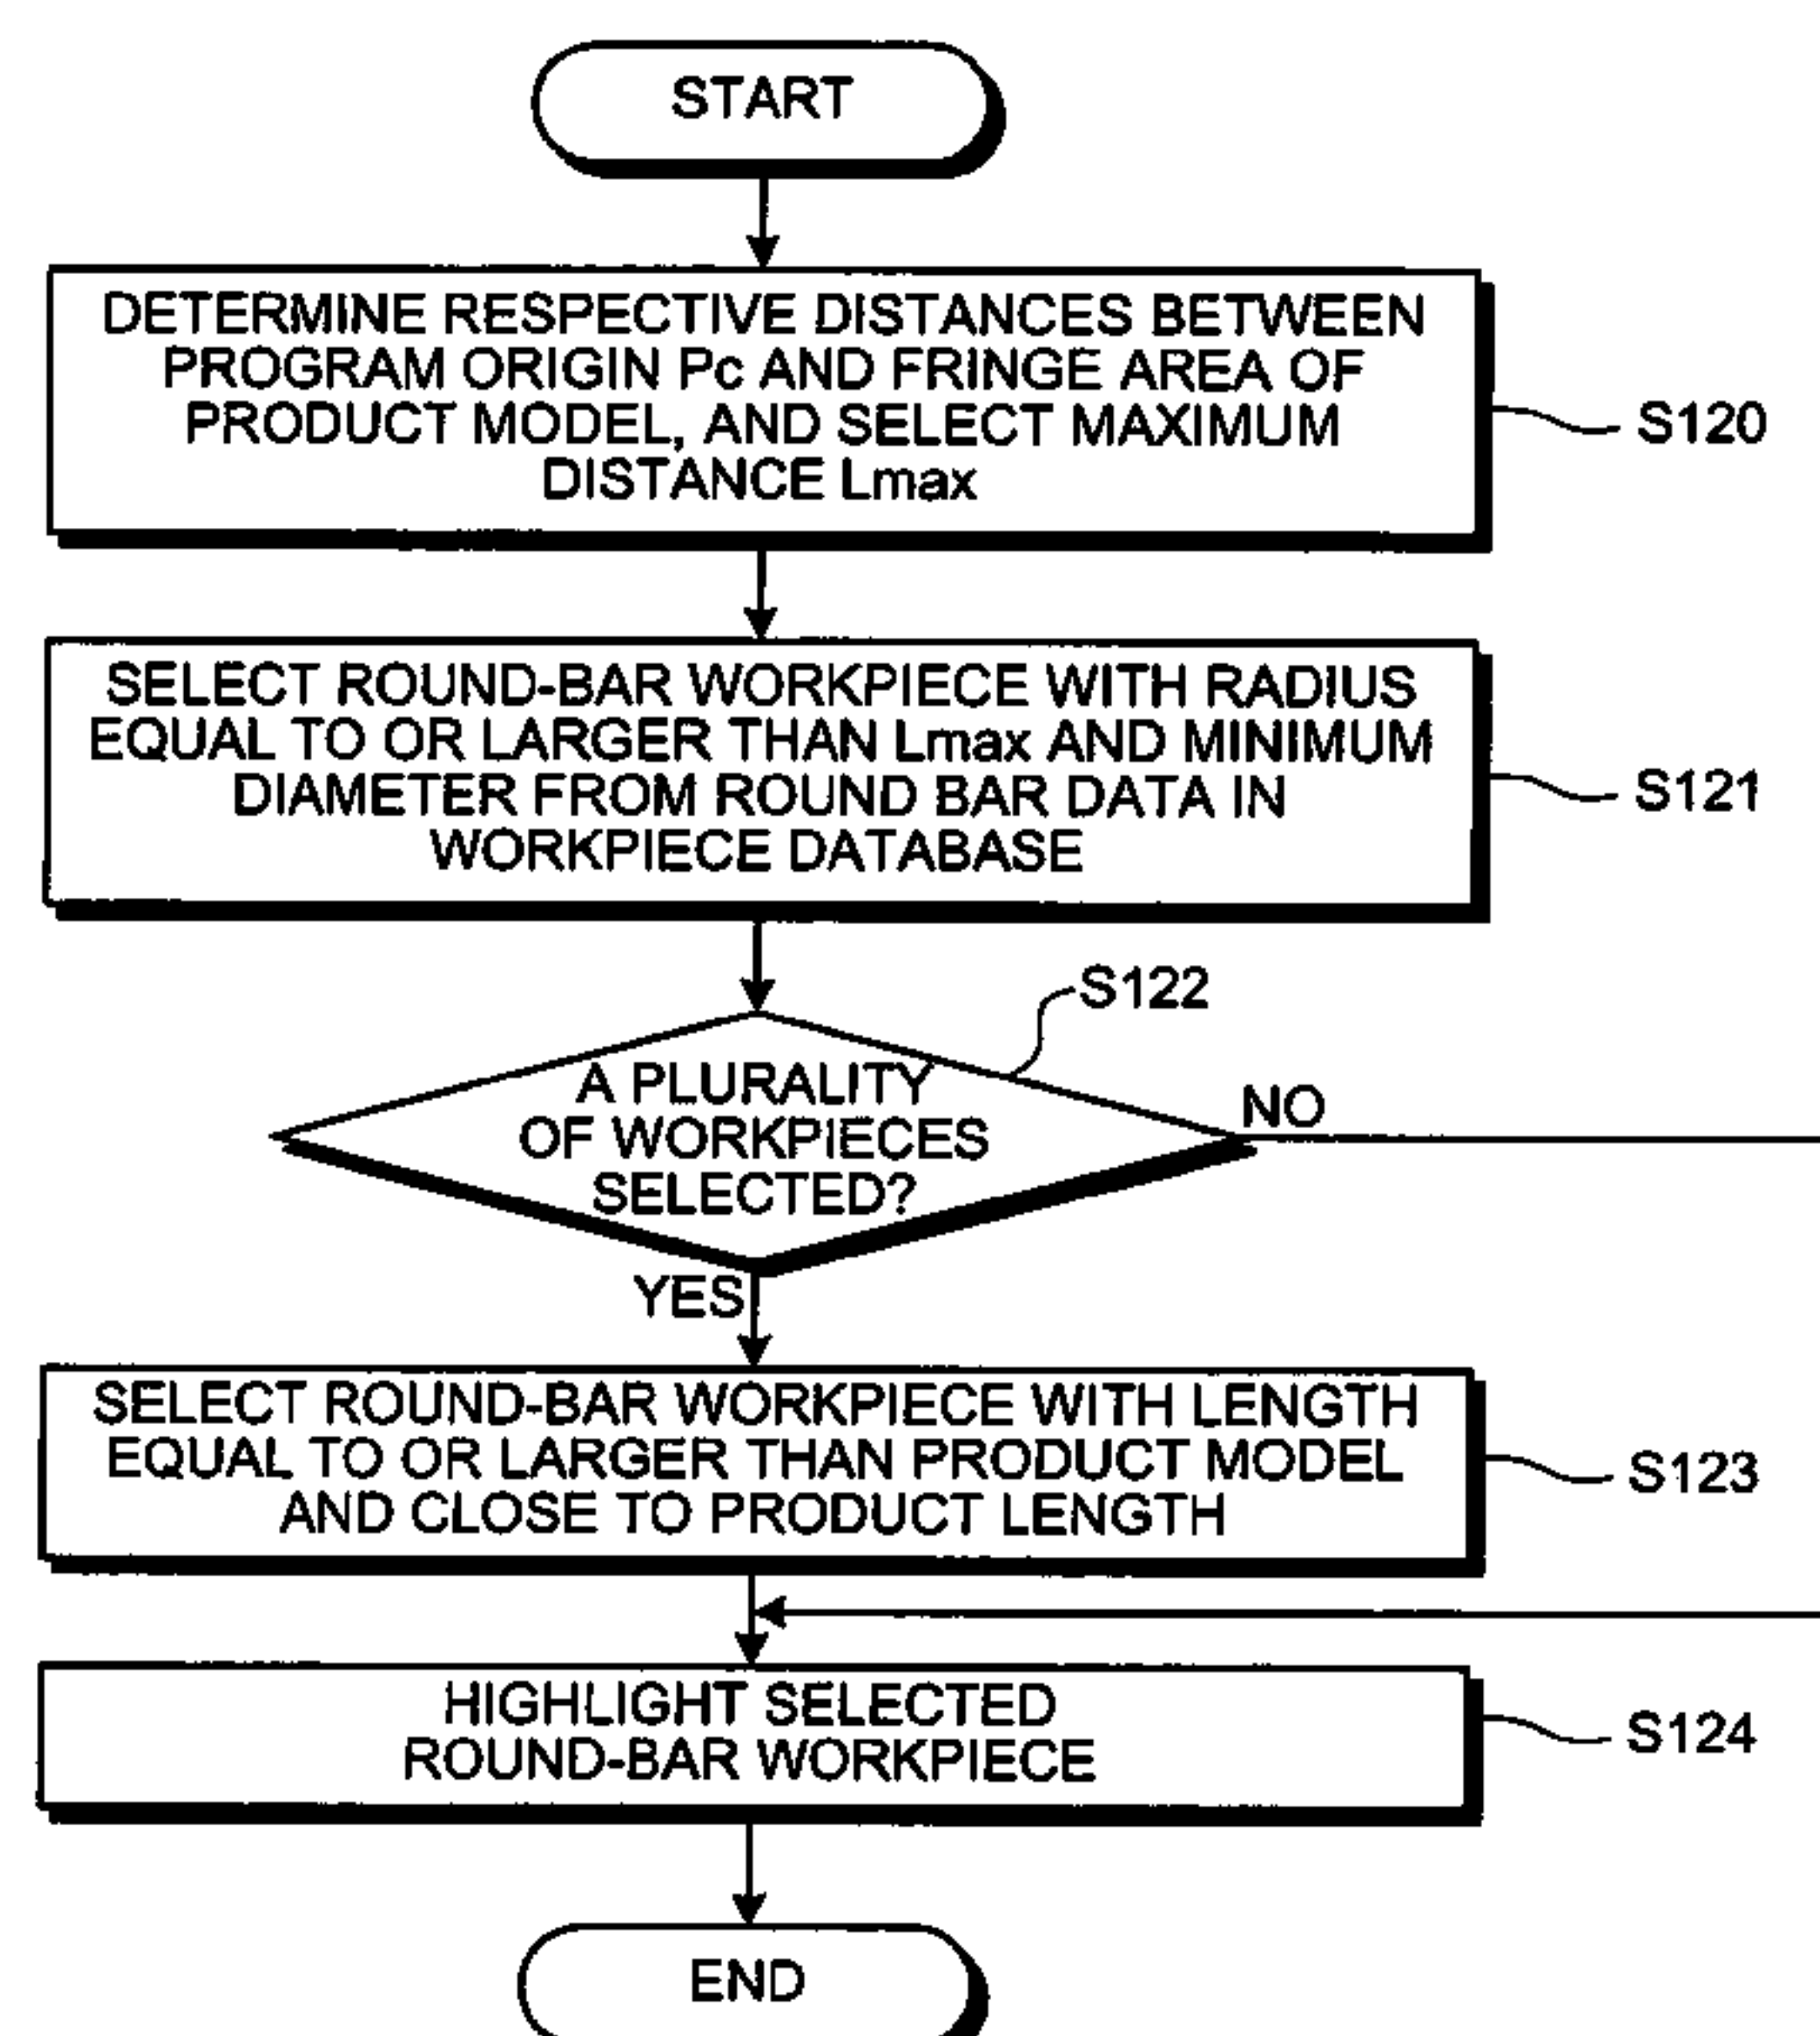 START
DETERMINE RESPECTIVE DISTANCES BETWEEN
PROGRAM ORIGIN Pc AND FRINGE AREA OF
PRODUCT MODEL, AND SELECT MAXIMUM
DISTANCE Lmax
S120
SELECT ROUND-BAR WORKPIECE WITH RADIUS
EQUAL TO OR LARGER THAN Lmax AND MINIMUM
DIAMETER FROM ROUND BAR DATA IN
WORKPIECE DATABASE
S121
S122
A PLURALITY
OF WORKPIECES
SELECTED?
NO
YES
SELECT ROUND-BAR WORKPIECE WITH LENGTH
EQUAL TO OR LARGER THAN PRODUCT MODEL
AND CLOSE TO PRODUCT LENGTH
S123
HIGHLIGHT SELECTED
ROUND-BAR WORKPIECE
S124
END